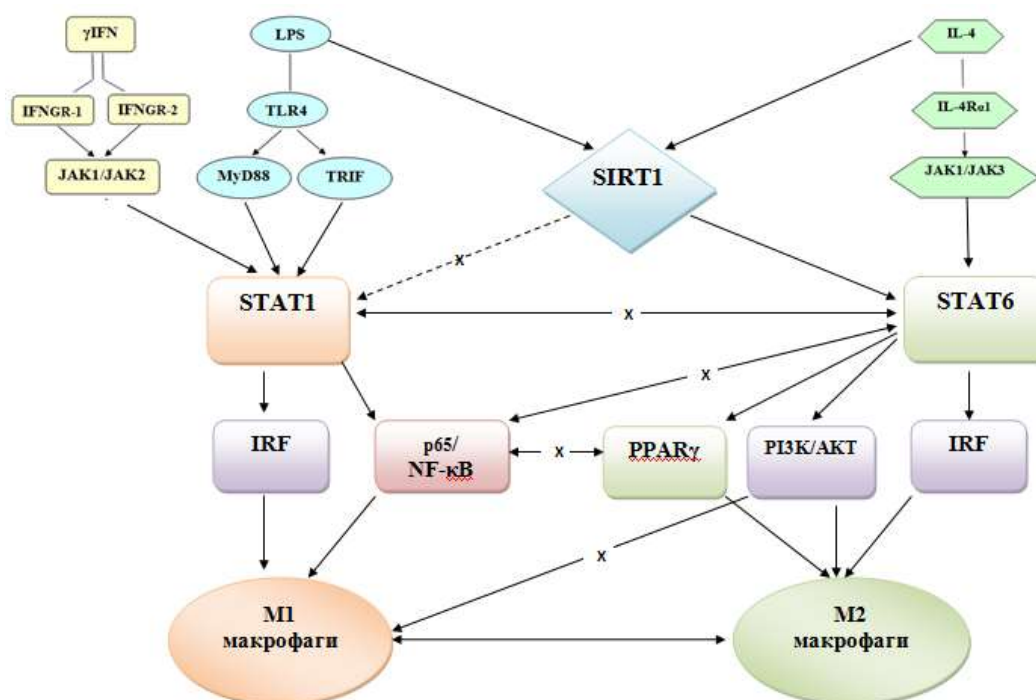 γIFN
LPS
IL-4
IFNGR-1
IFNGR-2
TLR4
IL-4Rα1
JAK1/JAK2
MyD88
TRIF
SIRT1
JAK1/JAK3
x
STAT1
x
STAT6
x
IRF
p65/
NF-κB
x
PPARγ
PI3K/AKT
IRF
x
M1
макрофаги
M2
макрофаги